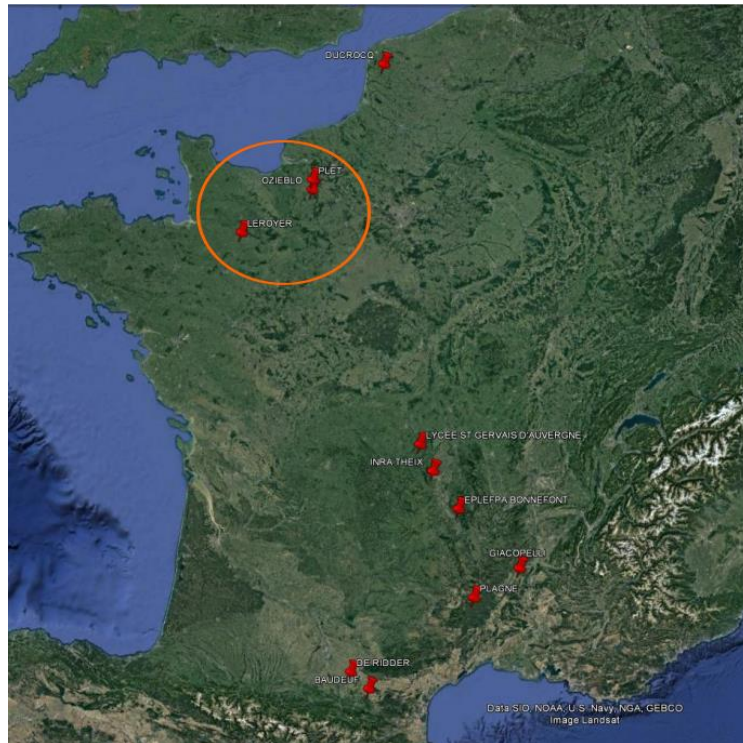 DUCROCQ
PLET
OZIEBLO
LEROYER
LYCEE ST GERVAIS D'AUVERGNE
INRA THEIX
EPLEFPA BONNEFONT
GIACOPELLI
PLAGNE
DE RIDDER
BAUDEUF
Data SIO, NOAA, U.S. Navy, NGA, GEBCO
Image Landsat